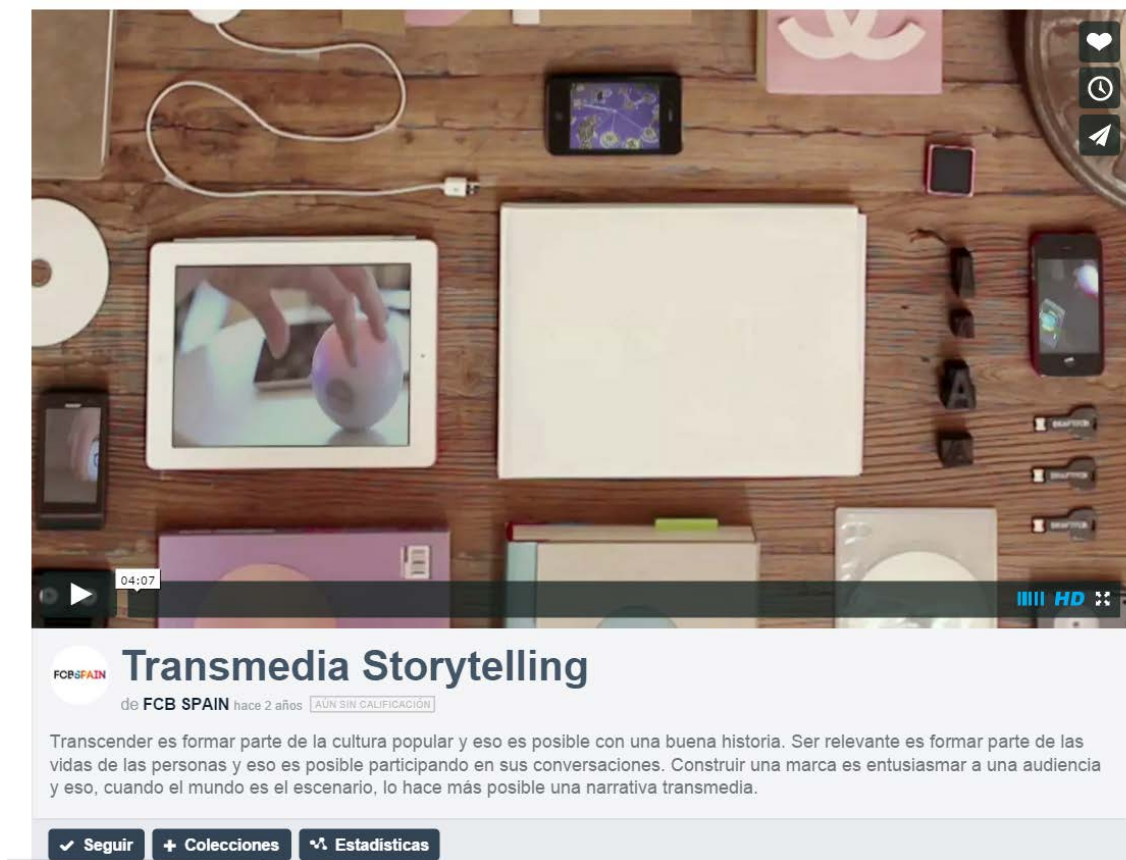 A
04:07
HD
FCBSPAIN
Transmedia Storytelling
de FCB SPAIN hace 2 años AÚN SIN CALIFICACIÓN
Transcender es formar parte de la cultura popular y eso es posible con una buena historia. Ser relevante es formar parte de las
vidas de las personas y eso es posible participando en sus conversaciones. Construir una marca es entusiasmar a una audiencia
y eso, cuando el mundo es el escenario, lo hace más posible una narrativa transmedia.
Seguir
Colecciones
Estadísticas